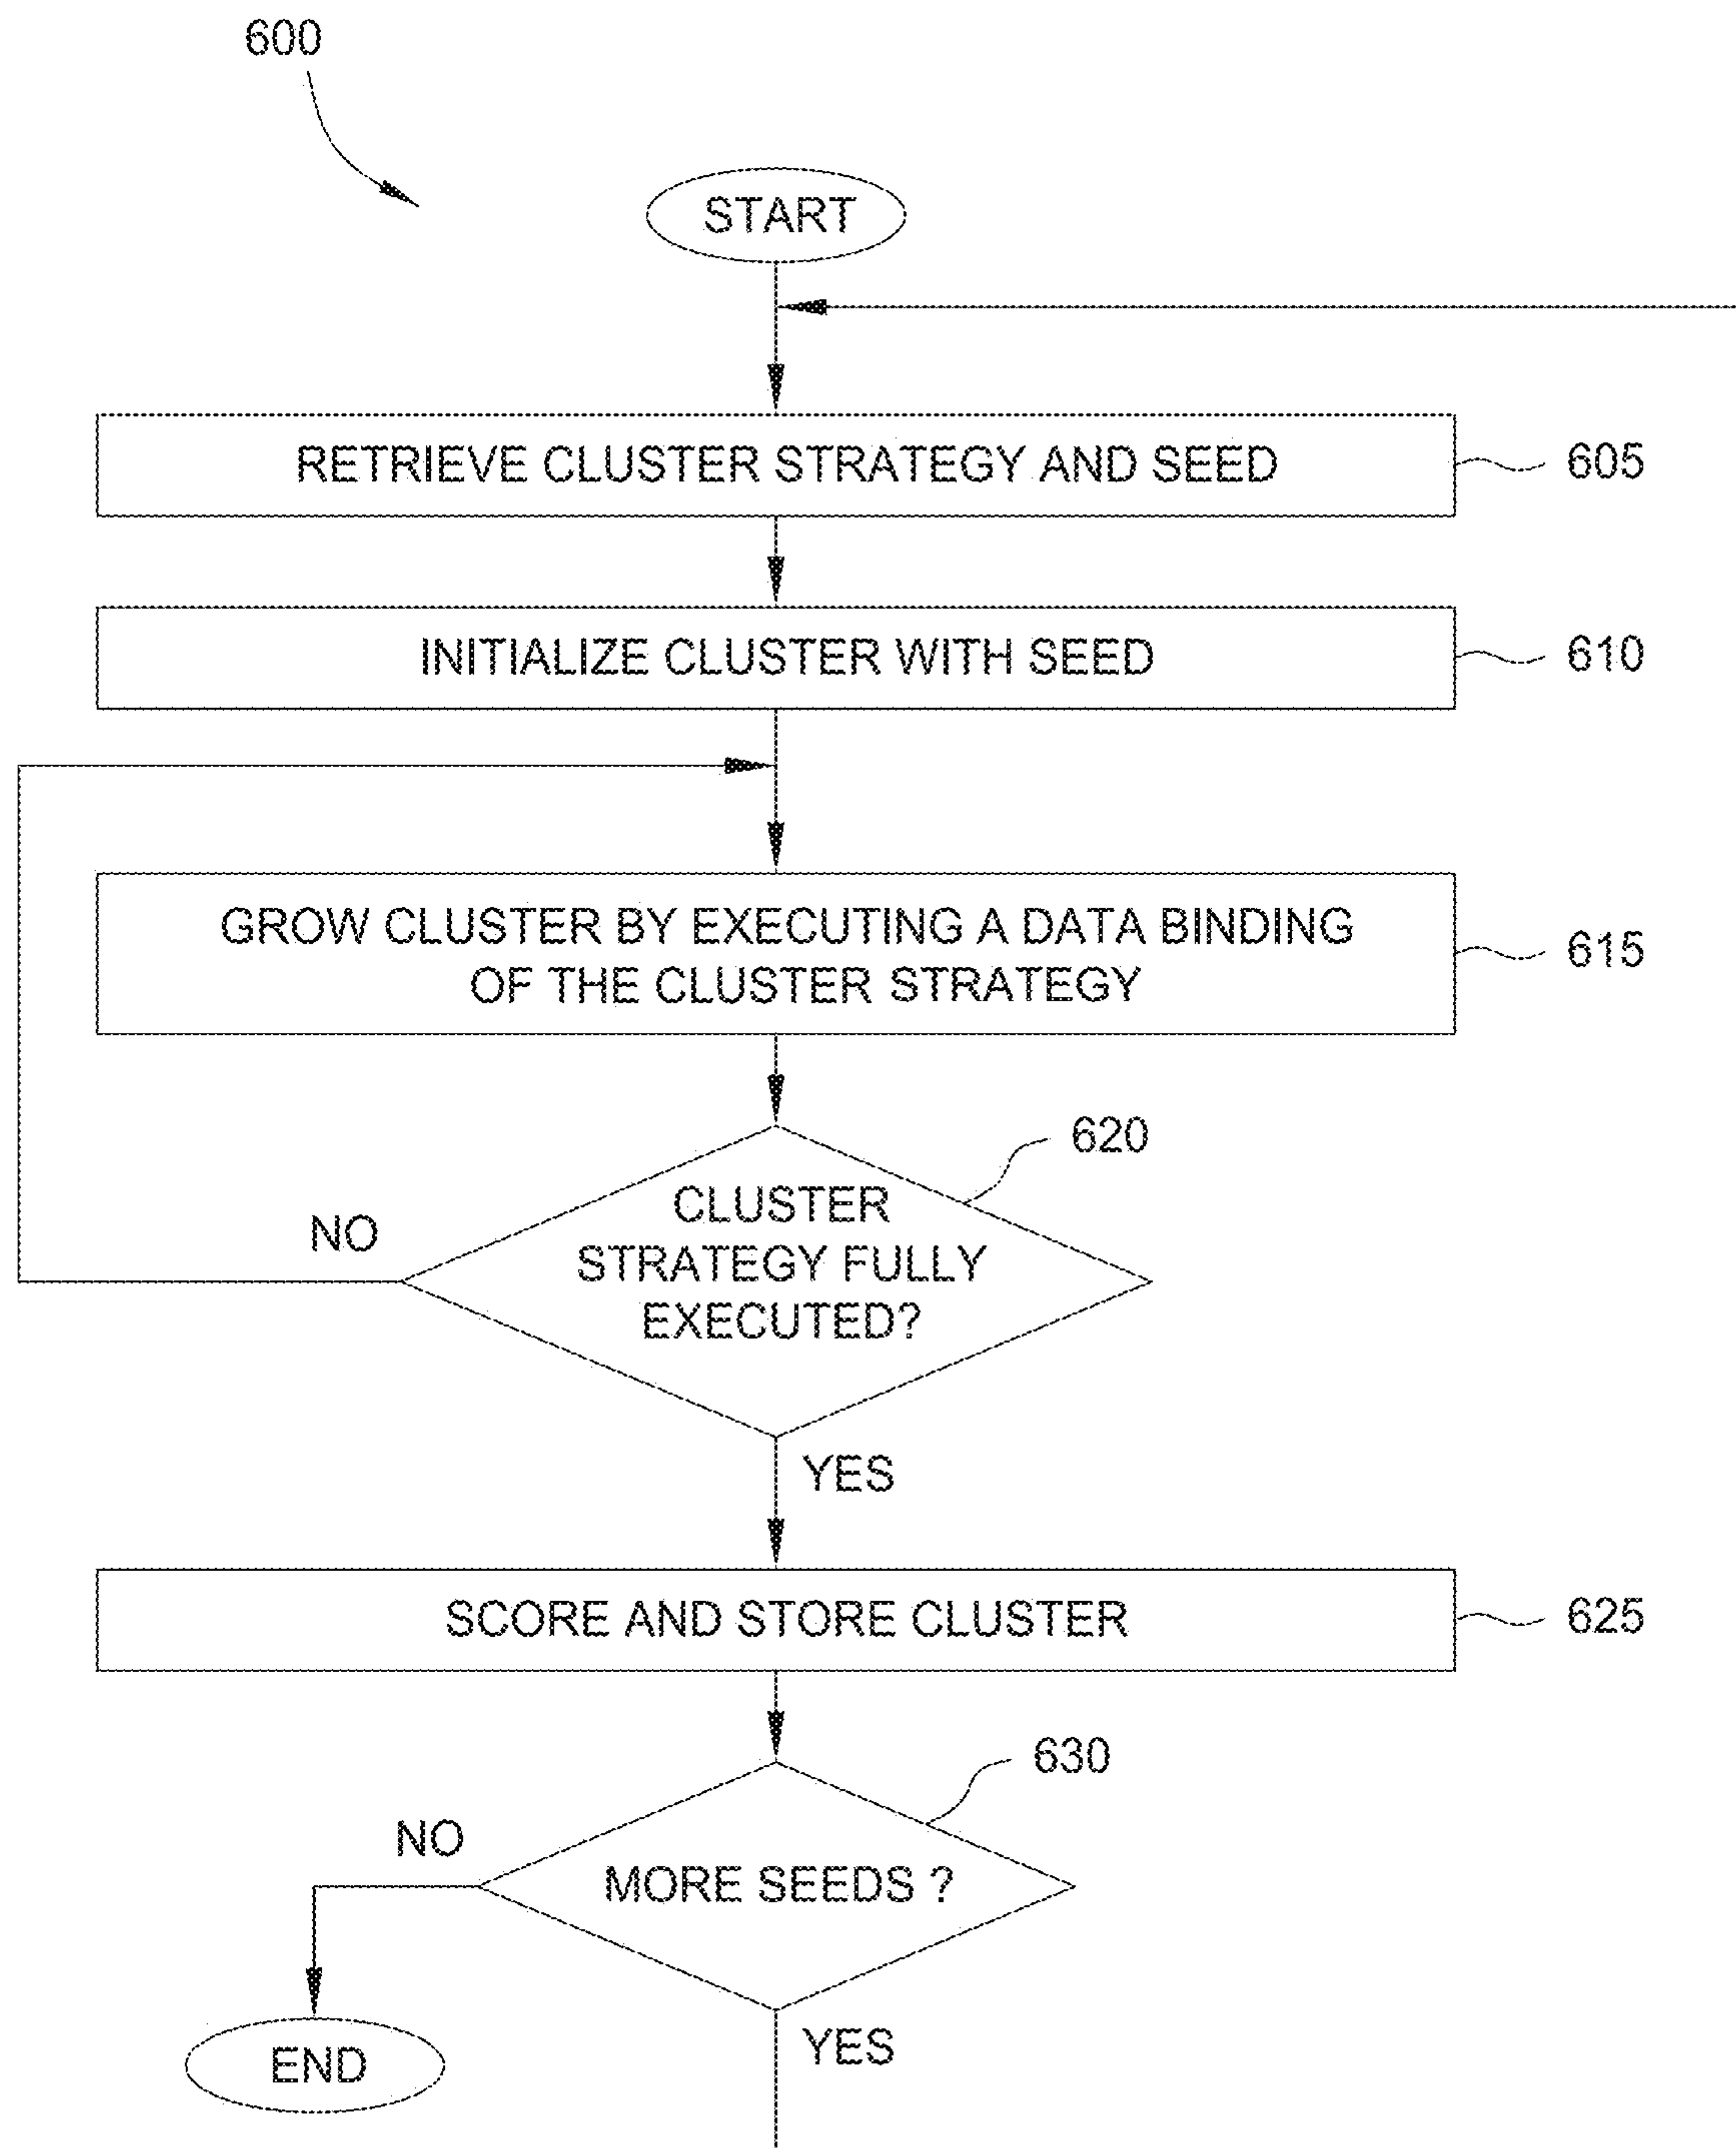 600
START
RETRIEVE CLUSTER STRATEGY AND SEED
605
INITIALIZE CLUSTER WITH SEED
610
GROW CLUSTER BY EXECUTING A DATA BINDING
OF THE CLUSTER STRATEGY
615
620
CLUSTER
STRATEGY FULLY
EXECUTED?
NO
YES
SCORE AND STORE CLUSTER
625
630
NO
MORE SEEDS ?
YES
END